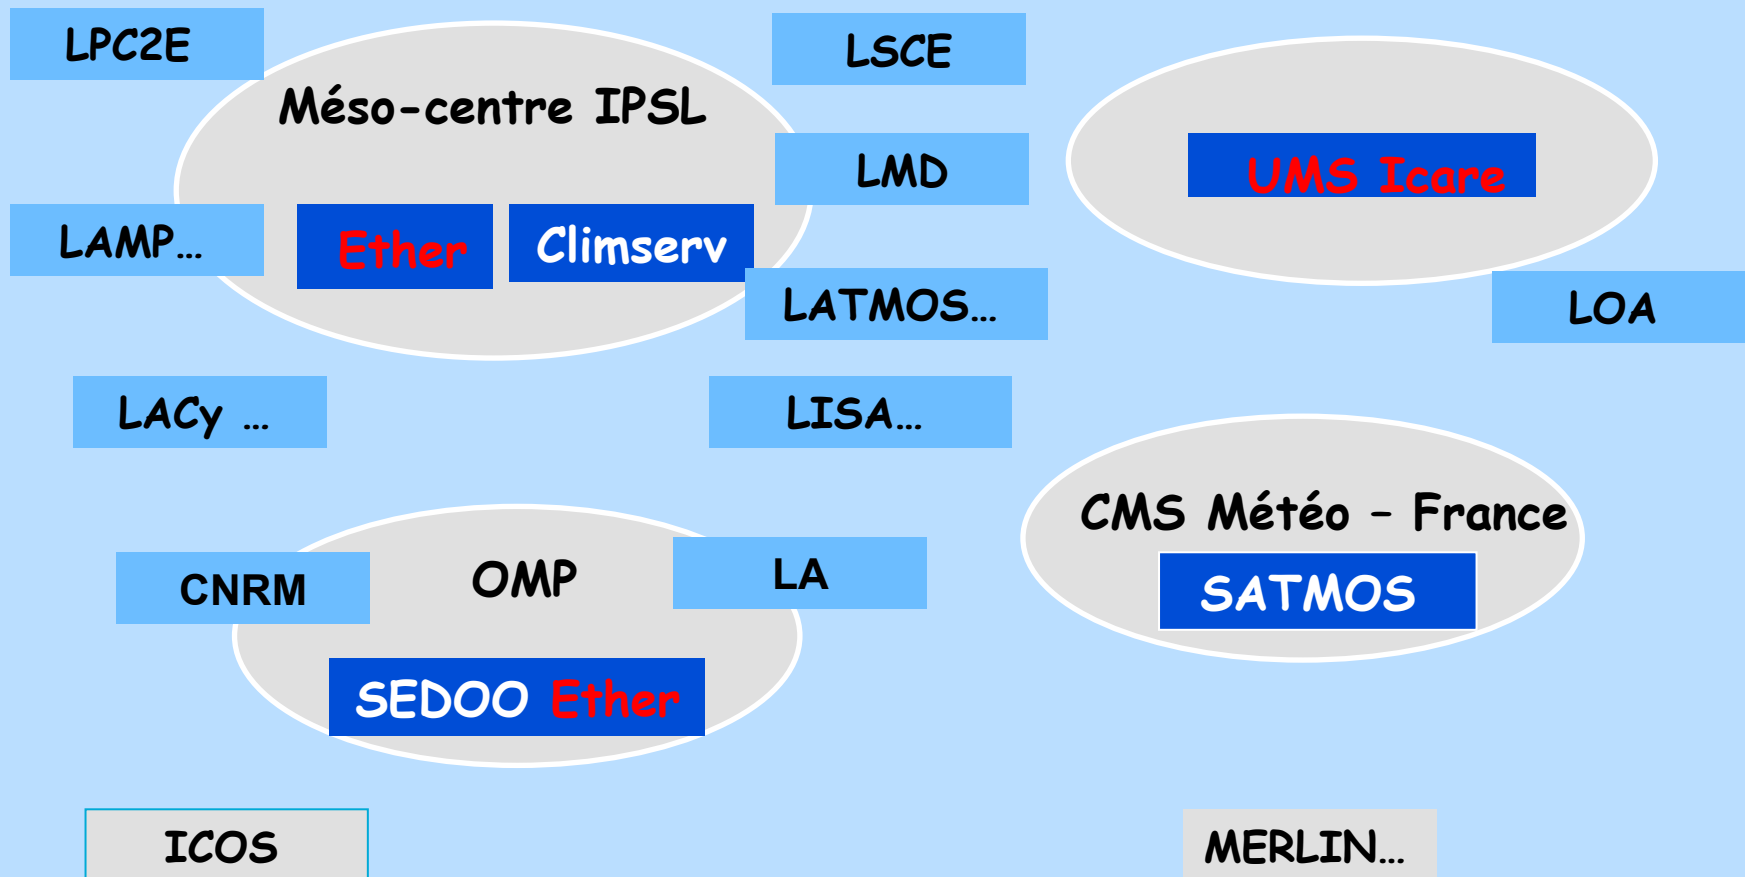 LPC2E
LSCE
Méso-centre IPSL
LMD
UMS Icare
LAMP…
Ether
Climserv
LATMOS…
LOA
LACy …
LISA…
CMS Météo – France
CNRM
OMP
LA
SATMOS
SEDOO Ether
ICOS
MERLIN…